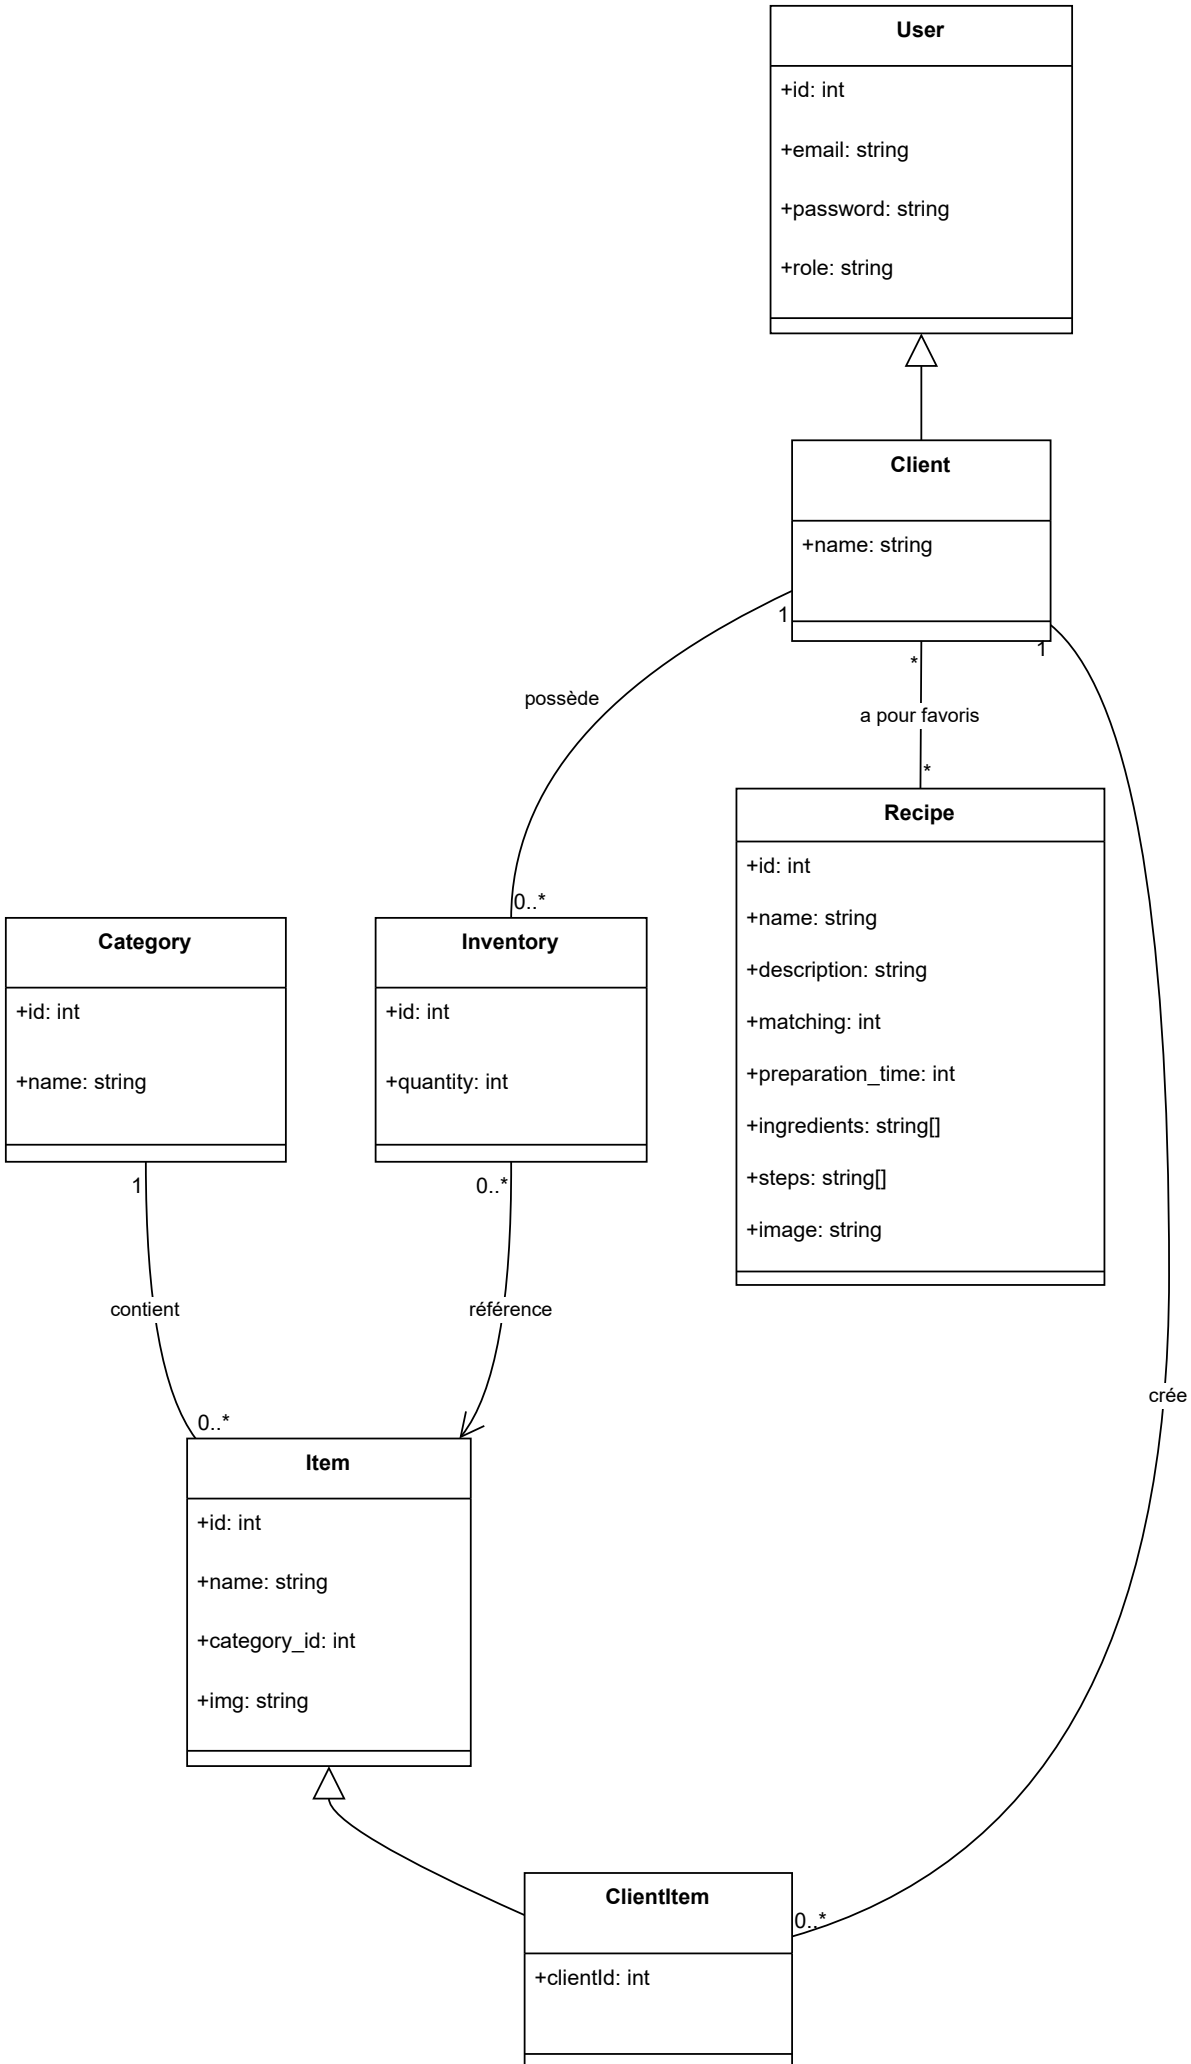 User
+id: int
+email: string
+password: string
+role: string
Client
+name: string
1
1
*
possède
a pour favoris
*
Recipe
+id: int
+name: string
+description: string
+matching: int
+preparation_time: int
+ingredients: string[]
+steps: string[]
+image: string
0..*
Category
+id: int
+name: string
Inventory
+id: int
+quantity: int
1
0..*
contient
référence
crée
0..*
Item
+id: int
+name: string
+category_id: int
+img: string
ClientItem
0..*
+clientId: int